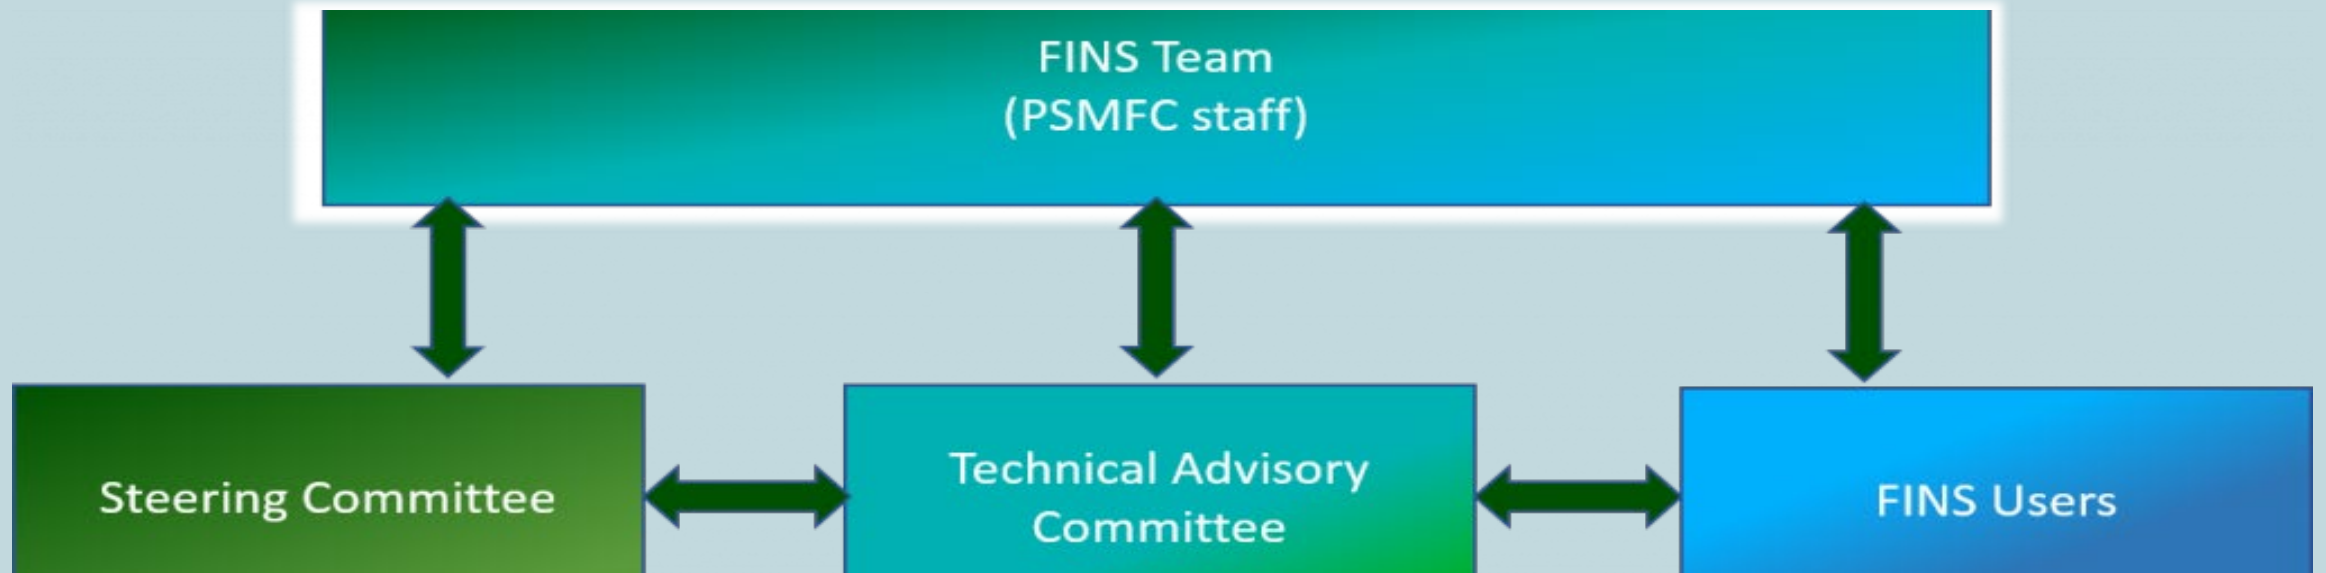 FINS Team
(PSMFC staff)
Steering Committee
Technical Advisory
Committee
FINS Users